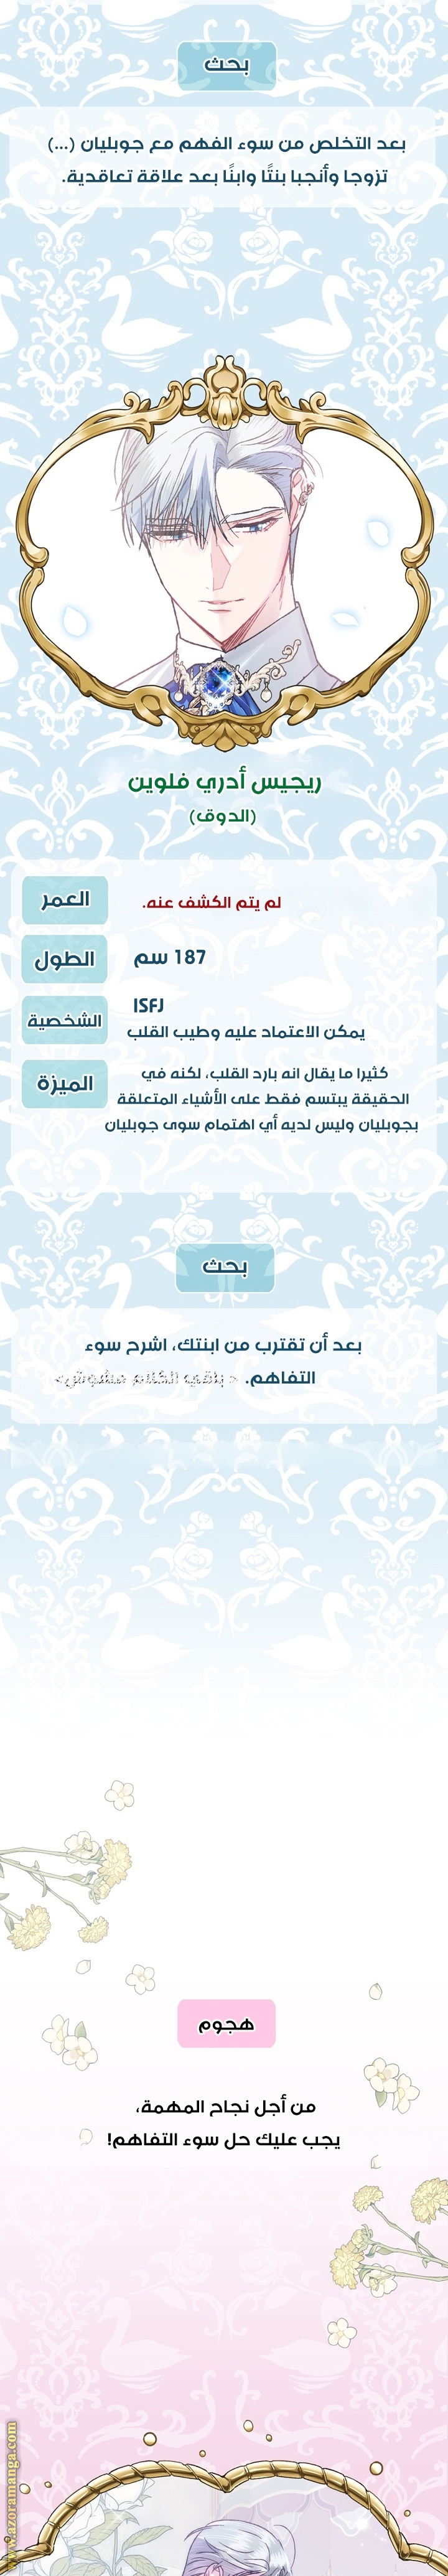 بحث
بعد التخلص من سوء الفهم مع جوبليان (...)
تزوجا وأنجبا بنتًا وابنًا بعد علاقة تعاقدية.
ريجيس أدري فلوين
(الدوق)
العمر
لم يتم الكشف عنه.
الطول
187 سم
الشخصية
ISFJ
يمكن الاعتماد عليه وطيب القلب
الميزة
كثيرا ما يقال انه بارد القلب، لكنه في
الحقيقة يبتسم فقط على الأشياء المتعلقة
بجوبليان وليس لديه أي اهتمام سوى جوبليان
بحث
بعد أن تقترب من ابنتك، اشرح سوء
التفاهم.
هجوم
من أجل نجاح المهمة،
يجب عليك حل سوء التفاهم!
www.azoramanga.com